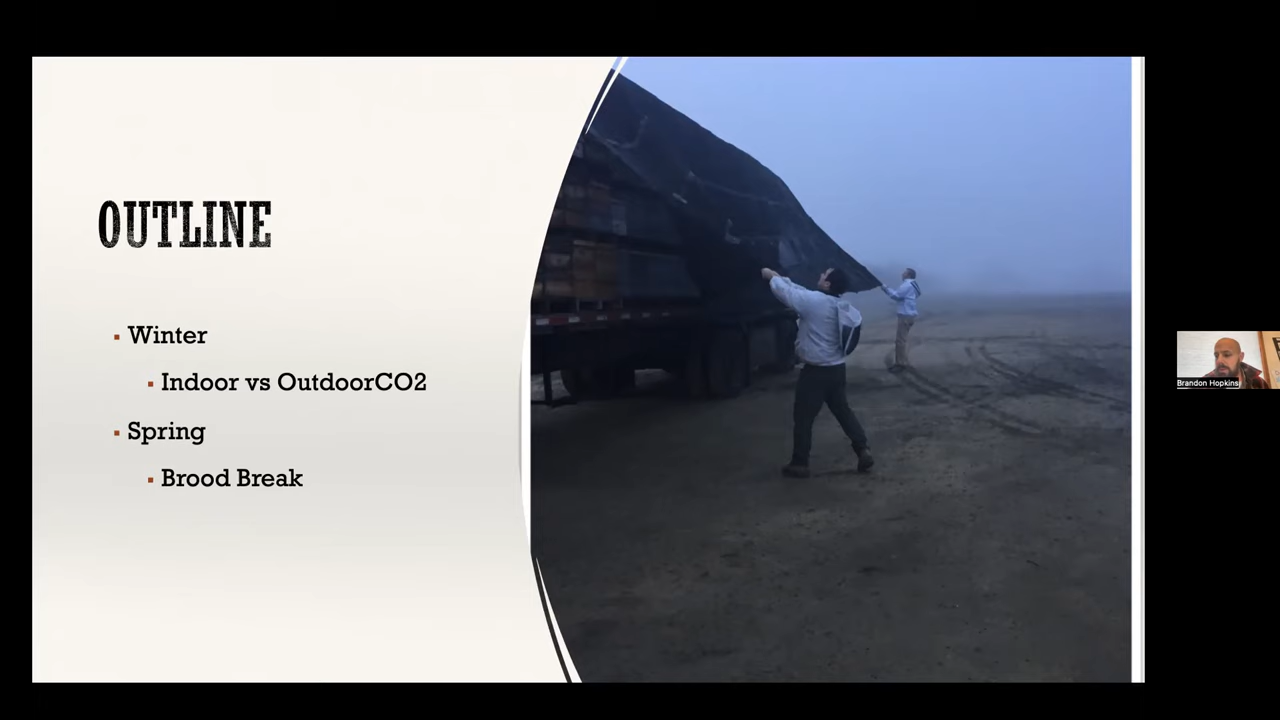 OUTLINE
Winter
Indoor vs OutdoorCO2
Spring
Brood Break
Brandon Hopkins